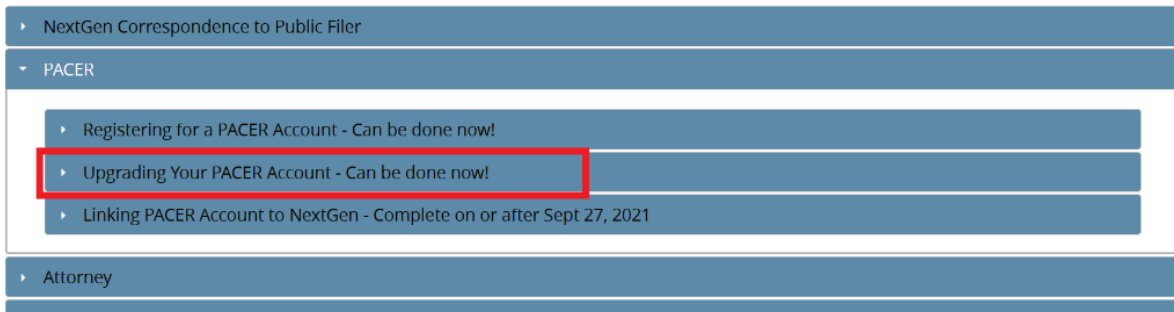 NextGen Correspondence to Public Filer
PACER
Registering for a PACER Account - Can be done now!
Upgrading Your PACER Account - Can be done now!
Linking PACER Account to NextGen - Complete on or after Sept 27, 2021
Attorney